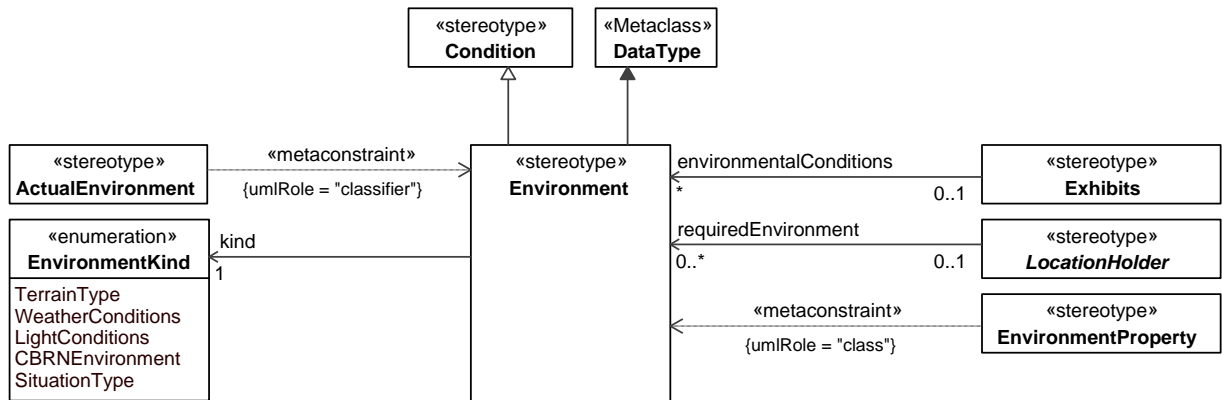 «stereotype»
Condition
«Metaclass»
DataType
«stereotype»
ActualEnvironment
«metaconstraint»
{umlRole = "classifier"}
«stereotype»
Environment
environmentalConditions
*
0..1
«stereotype»
Exhibits
«enumeration»
EnvironmentKind
TerrainType
WeatherConditions
LightConditions
CBRNEnvironment
SituationType
kind
1
requiredEnvironment
0..*
0..1
«stereotype»
LocationHolder
«metaconstraint»
{umlRole = "class"}
«stereotype»
EnvironmentProperty